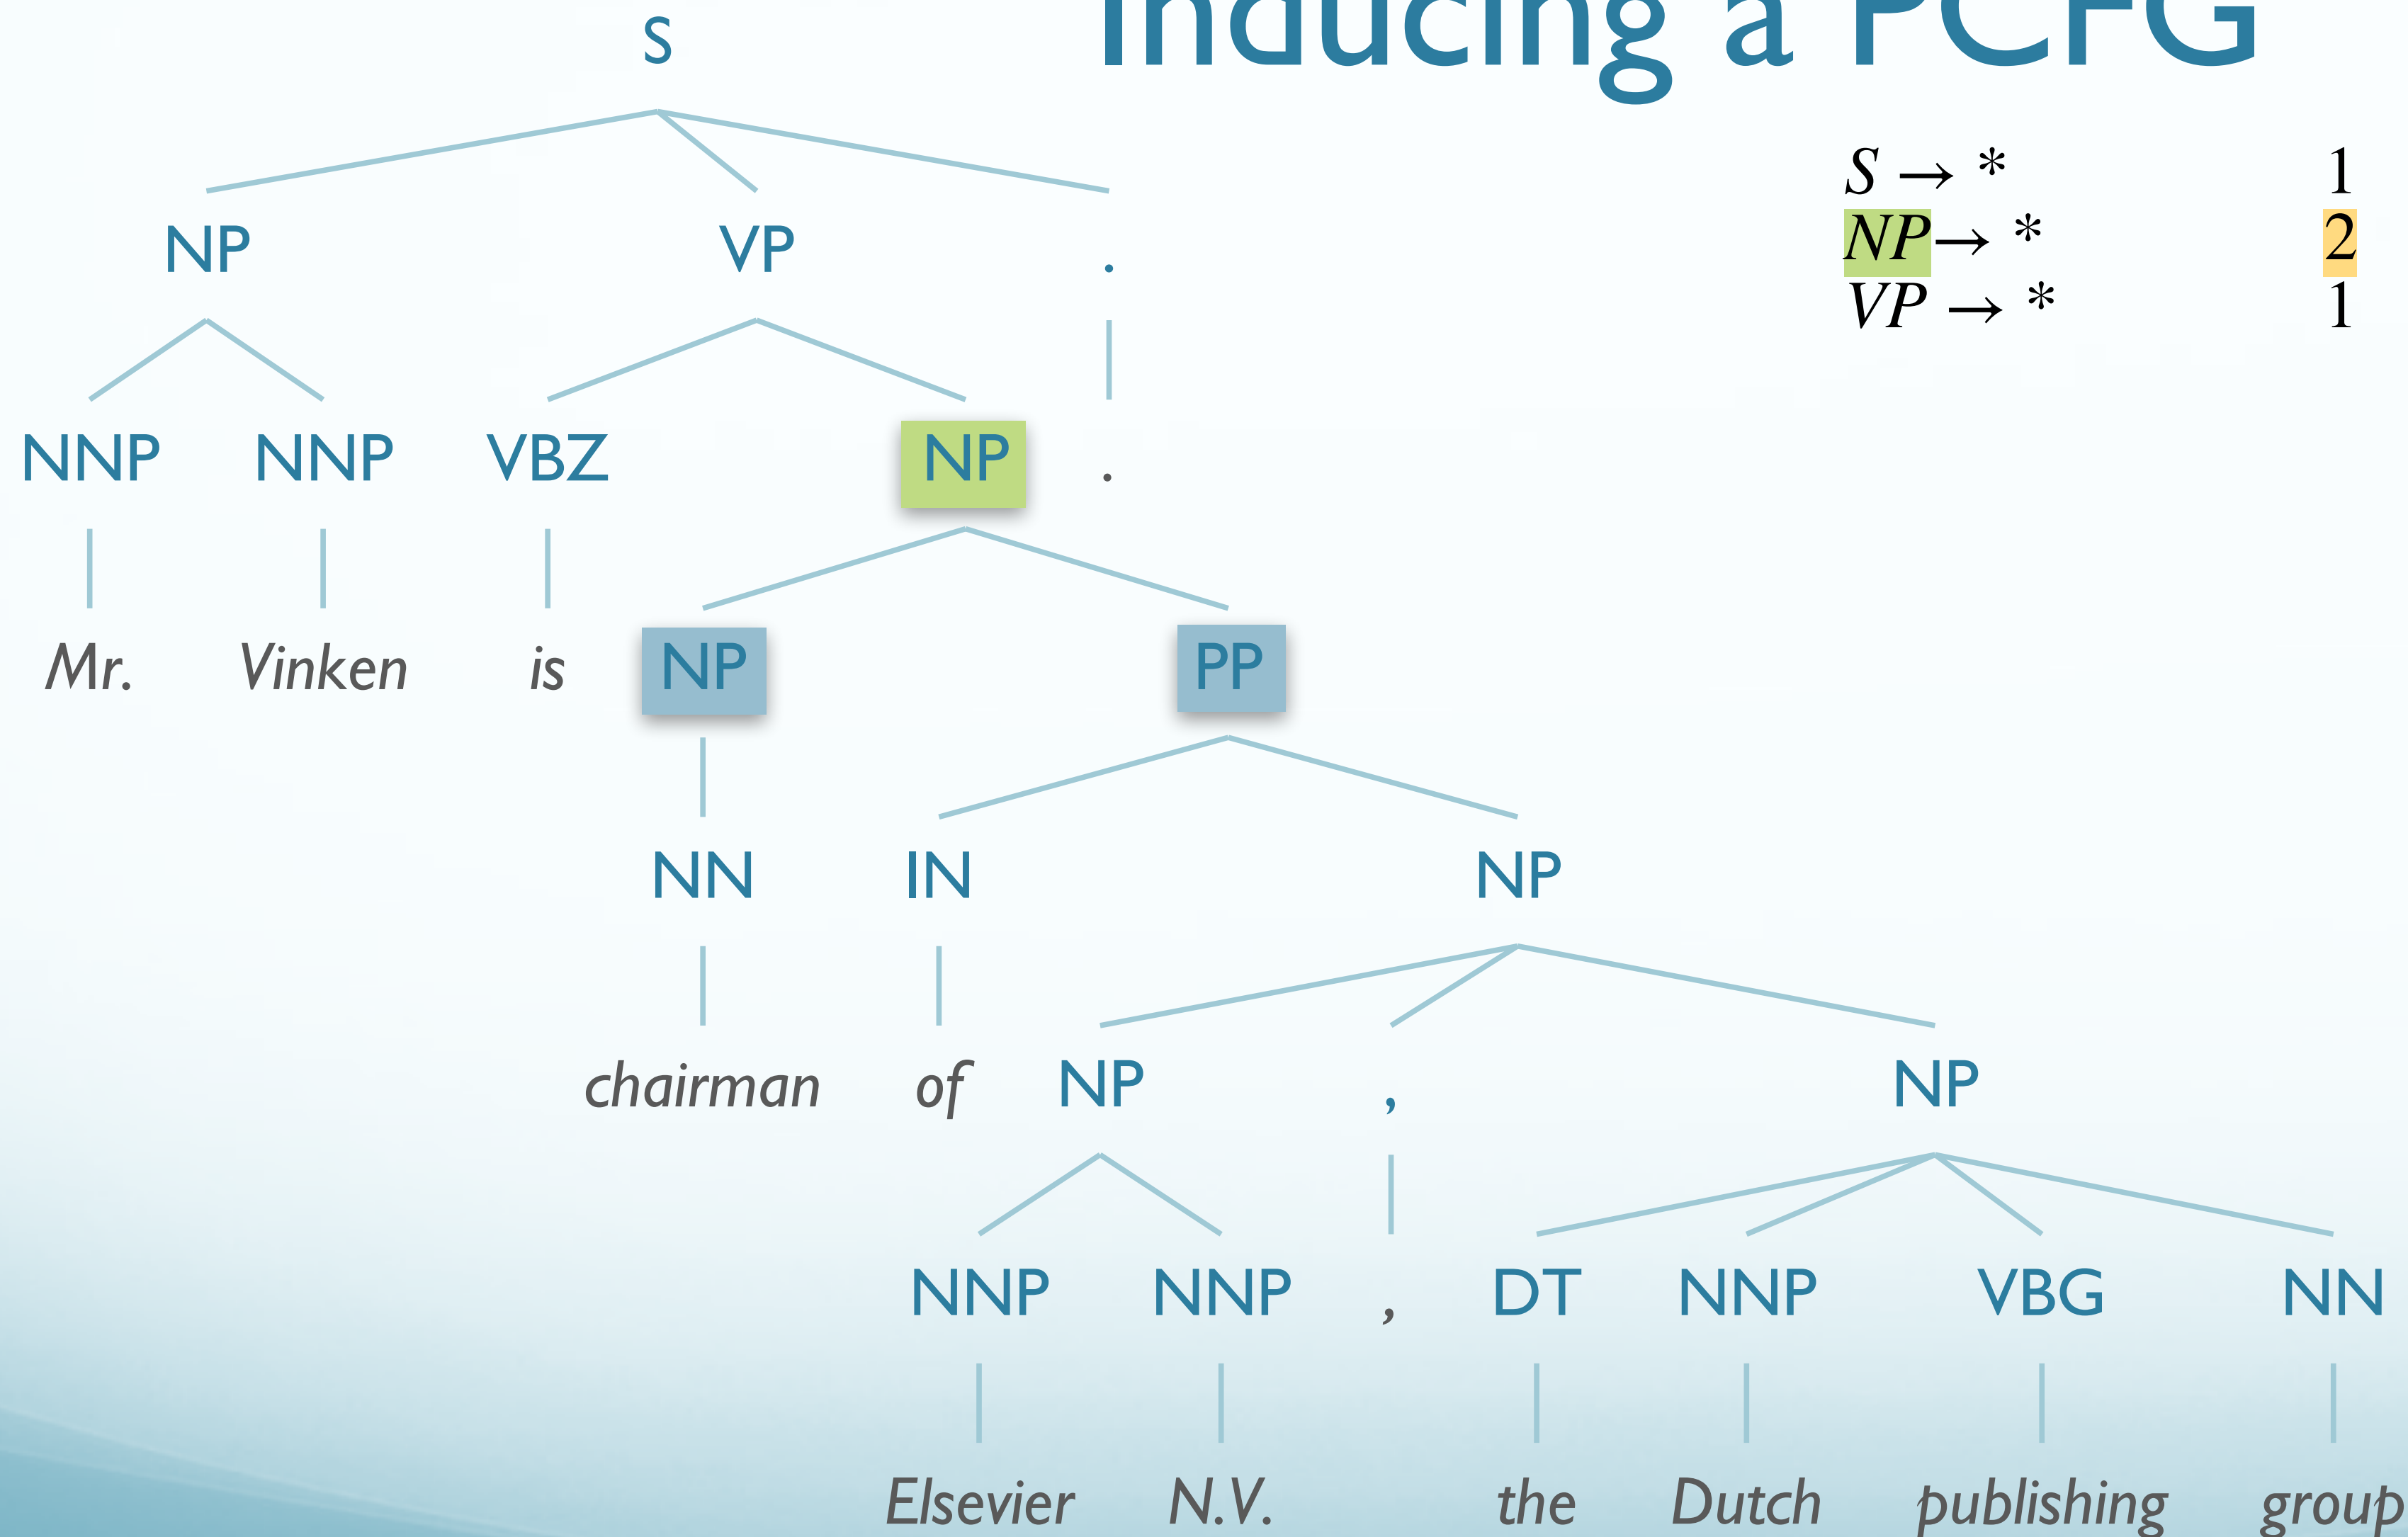 Inducing a PCFG
S
S → * 1
NP → * 2
VP → * 1
NP VP .
NNP NNP VBZ NP .
Mr. Vinken is NP PP
NN IN NP
chairman of NP , NP
NNP NNP , DT NNP VBG NN
Elsevier N.V. the Dutch publishing group